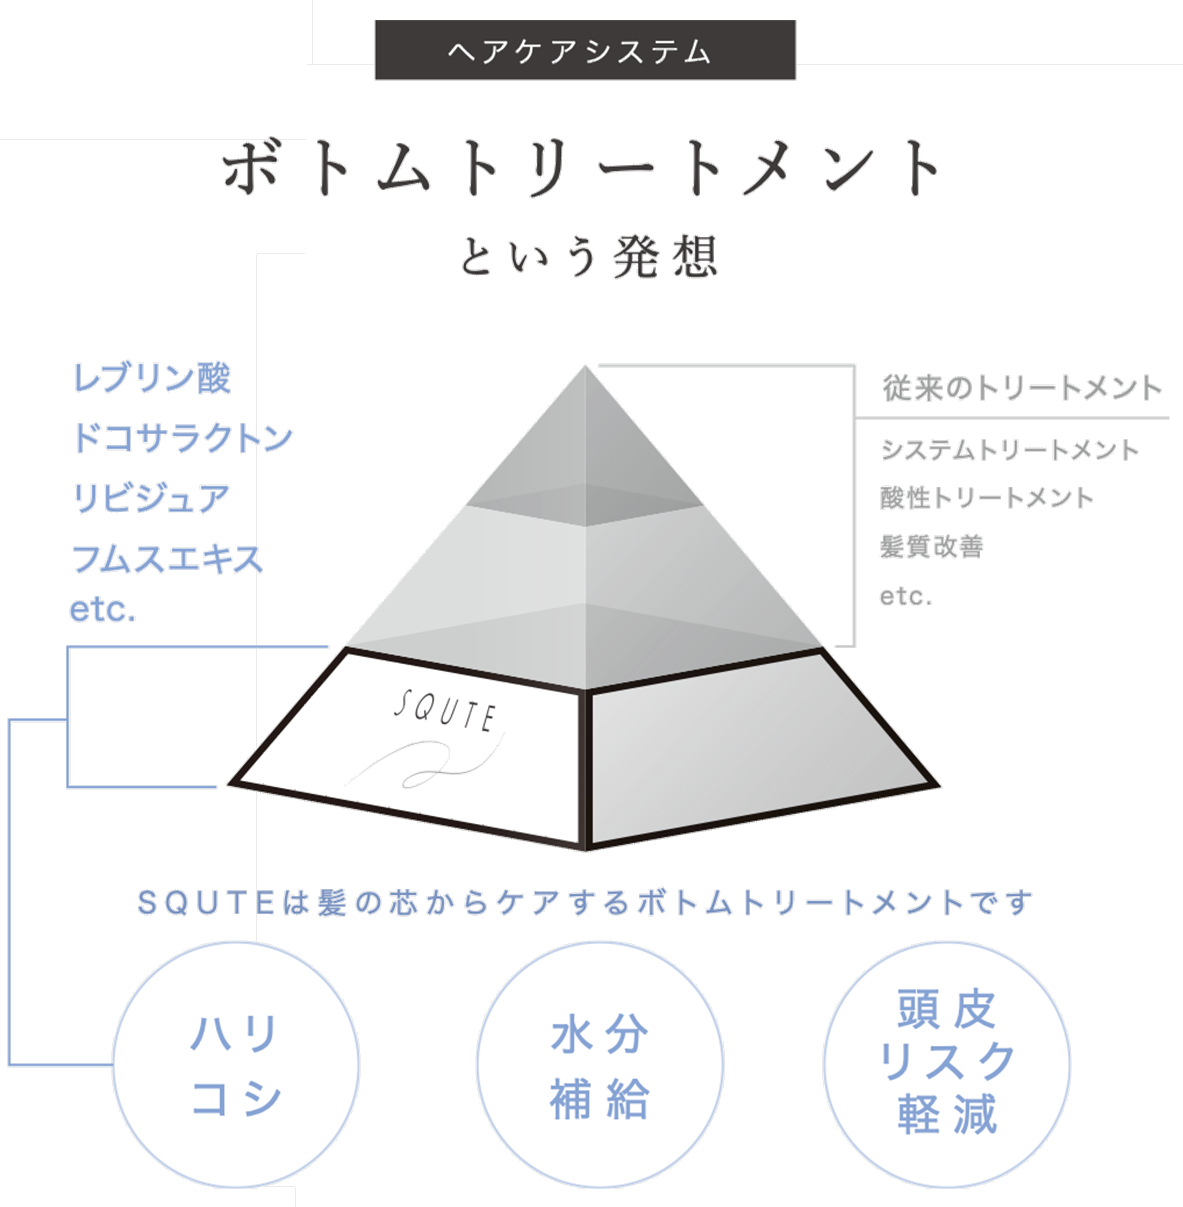 ヘアケアシステム
ボトムトリートメント
という発想
レブリン酸
ドコサラクトン
リピジュア
フムスエキス
etc.
従来のトリートメント
システムトリートメント
酸性トリートメント
髪質改善
etc.
SQUTE
SQUTEは髪の芯からケアするボトムトリートメントです
ハリ
コシ
水分
補給
頭皮
リスク
軽減